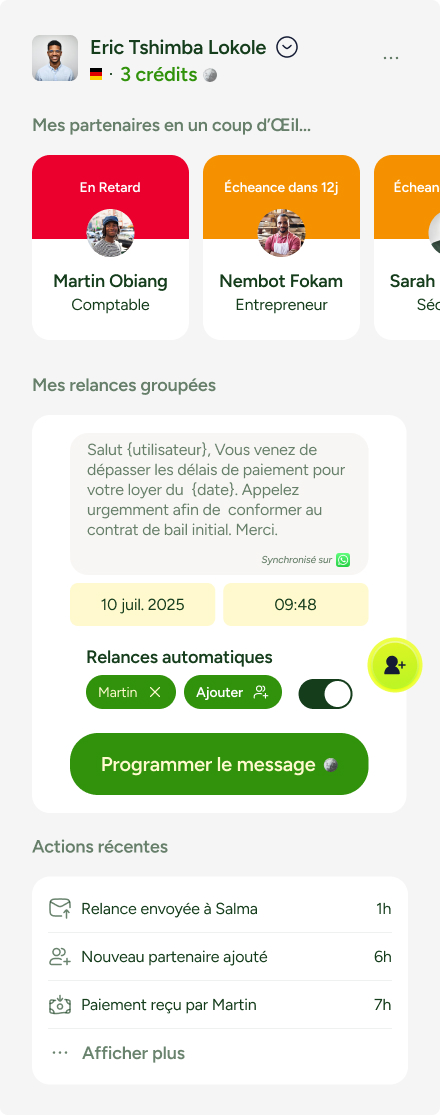 Eric Tshimba Lokole
· 3 crédits
Mes partenaires en un coup d’Œil...
En Retard
Écheance dans 12j
Échean
Martin Obiang
Nembot Fokam
Sarah
Comptable
Entrepreneur
Séc
Mes relances groupées
Salut {utilisateur}, Vous venez de
dépasser les délais de paiement pour
votre loyer du {date}. Appelez
urgemment afin de conformer au
contrat de bail initial. Merci.
Synchronisé sur
10 juil. 2025
09:48
Relances automatiques
Martin
Ajouter
Programmer le message
Actions récentes
Relance envoyée à Salma 1h
Nouveau partenaire ajouté 6h
Paiement reçu par Martin 7h
... Afficher plus